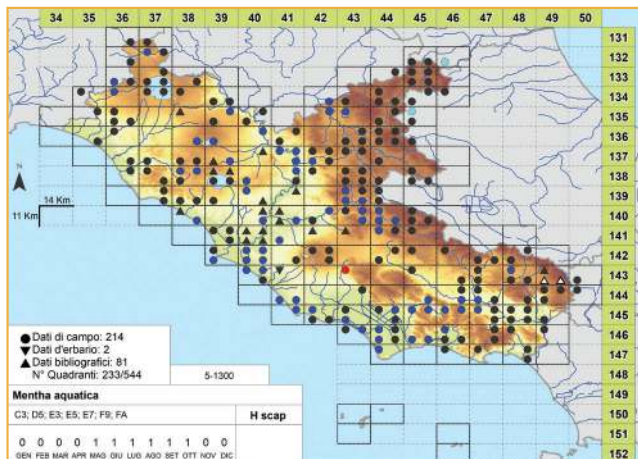 34 35 36 37 38 39 40 41 42 43 44 45 46 47 48 49 50
131
132
133
134
135
136
137
138
139
140
141
142
143
144
145
146
147
148
149
150
151
152
N
14 Km
11 Km
Dati di campo: 214
Dati d'erbario: 2
Dati bibliografici: 81
N° Quadranti: 233/544
5-1300
Mentha aquatica
C3; D5; E3; E5; E7; F9; FA
H scap
0 0 0 0 1 1 1 1 1 1 0 0
GEN FEB MAR APR MAG GIU LUG AGO SET OTT NOV DIC